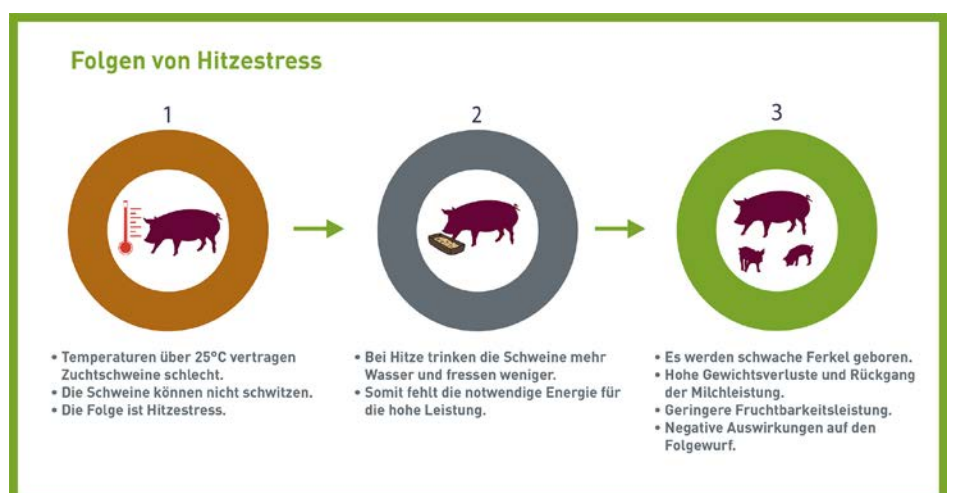 Folgen von Hitzestress
1
• Temperaturen über 25°C vertragen
Zuchtschweine schlecht.
• Die Schweine können nicht schwitzen.
• Die Folge ist Hitzestress.
2
• Bei Hitze trinken die Schweine mehr
Wasser und fressen weniger.
• Somit fehlt die notwendige Energie für
die hohe Leistung.
3
• Es werden schwache Ferkel geboren.
• Hohe Gewichtsverluste und Rückgang
der Milchleistung.
• Geringere Fruchtbarkeitsleistung.
• Negative Auswirkungen auf den
Folgewurf.